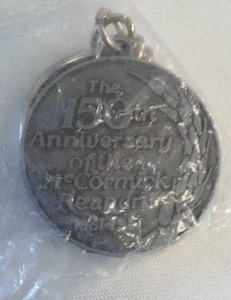 The
150th
Anniversary
of the
McCormick
Reaper